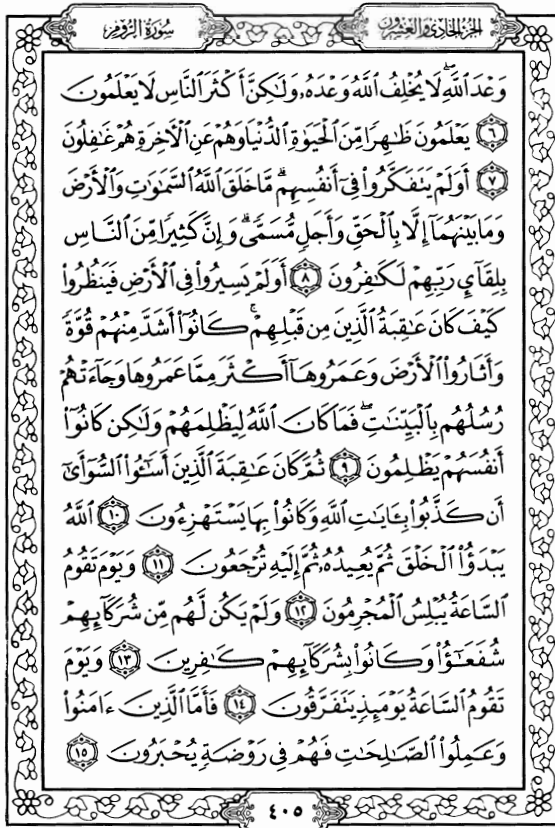 الجزء الحادي والعشرون
سورة الروم
وَعْدَ ٱللَّهِ ۖ لَا يُخْلِفُ ٱللَّهُ وَعْدَهُۥ وَلَٰكِنَّ أَكْثَرَ ٱلنَّاسِ لَا يَعْلَمُونَ
٦ يَعْلَمُونَ ظَٰهِرًا مِّنَ ٱلْحَيَوٰةِ ٱلدُّنْيَا وَهُمْ عَنِ ٱلْءَاخِرَةِ هُمْ غَٰفِلُونَ
٧ أَوَلَمْ يَتَفَكَّرُوا۟ فِىٓ أَنفُسِهِم ۗ مَّا خَلَقَ ٱللَّهُ ٱلسَّمَٰوَٰتِ وَٱلْأَرْضَ
وَمَا بَيْنَهُمَآ إِلَّا بِٱلْحَقِّ وَأَجَلٍ مُّسَمًّى ۗ وَإِنَّ كَثِيرًا مِّنَ ٱلنَّاسِ
بِلِقَآئِ رَبِّهِمْ لَكَٰفِرُونَ ٨ أَوَلَمْ يَسِيرُوا۟ فِى ٱلْأَرْضِ فَيَنظُرُوا۟
كَيْفَ كَانَ عَٰقِبَةُ ٱلَّذِينَ مِن قَبْلِهِمْ ۚ كَانُوٓا۟ أَشَدَّ مِنْهُمْ قُوَّةً
وَأَثَارُوا۟ ٱلْأَرْضَ وَعَمَرُوهَآ أَكْثَرَ مِمَّا عَمَرُوهَا وَجَآءَتْهُمْ
رُسُلُهُم بِٱلْبَيِّنَٰتِ ۖ فَمَا كَانَ ٱللَّهُ لِيَظْلِمَهُمْ وَلَٰكِن كَانُوٓا۟
أَنفُسَهُمْ يَظْلِمُونَ ٩ ثُمَّ كَانَ عَٰقِبَةَ ٱلَّذِينَ أَسَٰٓـُٔوا۟ ٱلسُّوٓأَىٰٓ
أَن كَذَّبُوا۟ بِـَٔايَٰتِ ٱللَّهِ وَكَانُوا۟ بِهَا يَسْتَهْزِءُونَ ١٠ ٱللَّهُ
يَبْدَؤُا۟ ٱلْخَلْقَ ثُمَّ يُعِيدُهُۥ ثُمَّ إِلَيْهِ تُرْجَعُونَ ١١ وَيَوْمَ تَقُومُ
ٱلسَّاعَةُ يُبْلِسُ ٱلْمُجْرِمُونَ ١٢ وَلَمْ يَكُن لَّهُم مِّن شُرَكَآئِهِمْ
شُفَعَٰٓؤُا۟ وَكَانُوا۟ بِشُرَكَآئِهِمْ كَٰفِرِينَ ١٣ وَيَوْمَ
تَقُومُ ٱلسَّاعَةُ يَوْمَئِذٍ يَتَفَرَّقُونَ ١٤ فَأَمَّا ٱلَّذِينَ ءَامَنُوا۟
وَعَمِلُوا۟ ٱلصَّٰلِحَٰتِ فَهُمْ فِى رَوْضَةٍ يُحْبَرُونَ ١٥
٤٠٥